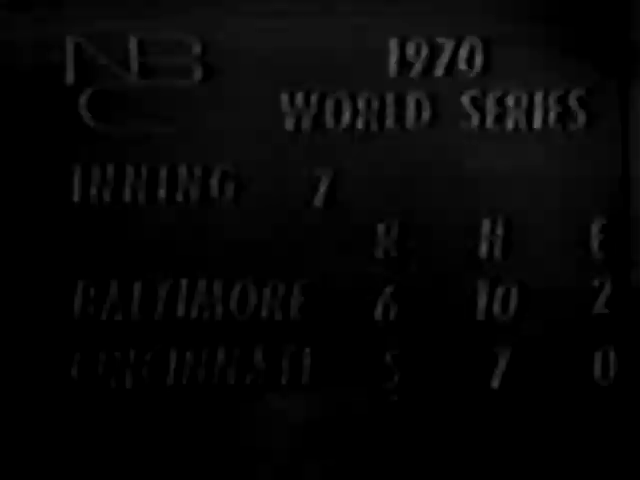 NBC
1970
WORLD SERIES
INNING 7
R H E
BALTIMORE 6 10 2
CINCINNATI 5 7 0